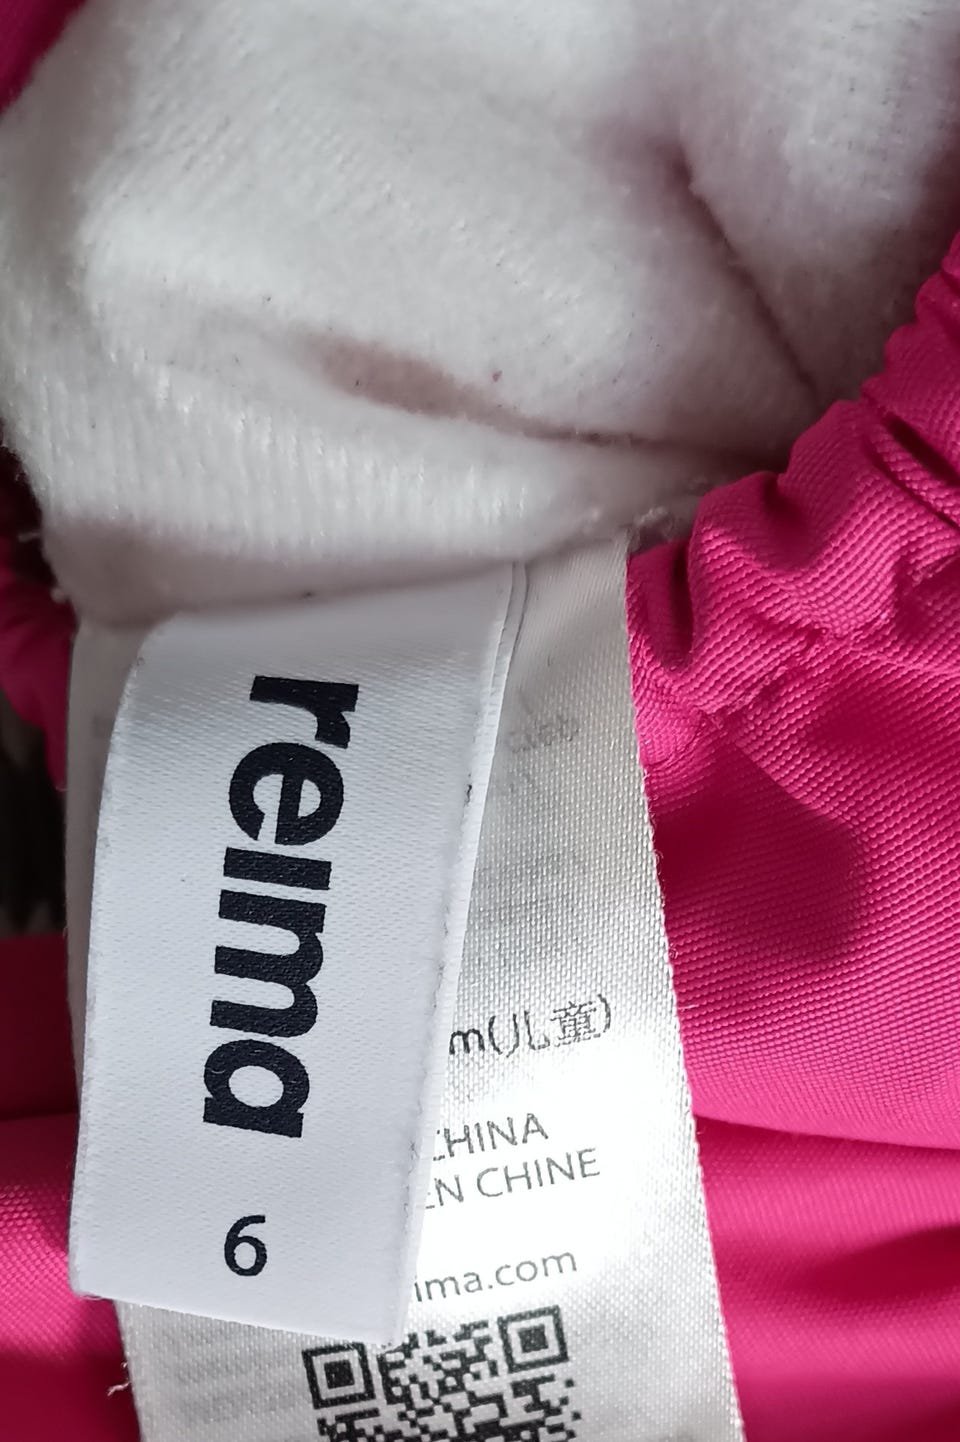 reima
6
m(儿童)
CHINA
EN CHINE
ima.com